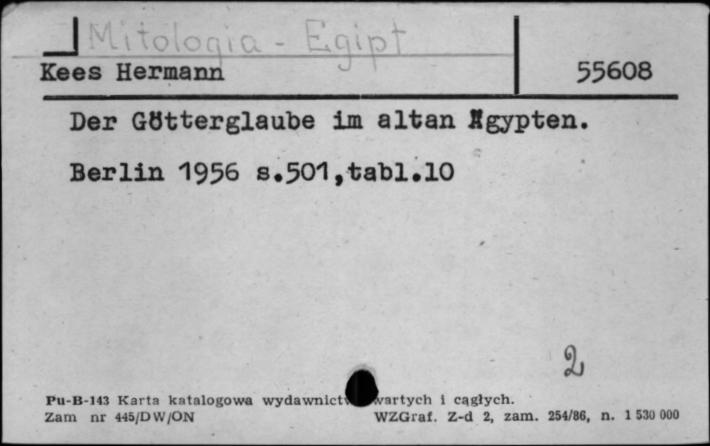 Mitologia - Egipt
Kees Hermann
55608
Der Götterglaube im altan Ägypten.
Berlin 1956 s.501,tabl.10
2
Pu-B-143 Karta katalogowa wydawnict wartych i cągłych.
Zam nr 445/DW/ON WZGraf. Z-d 2, zam. 254/86, n. 1 530 000